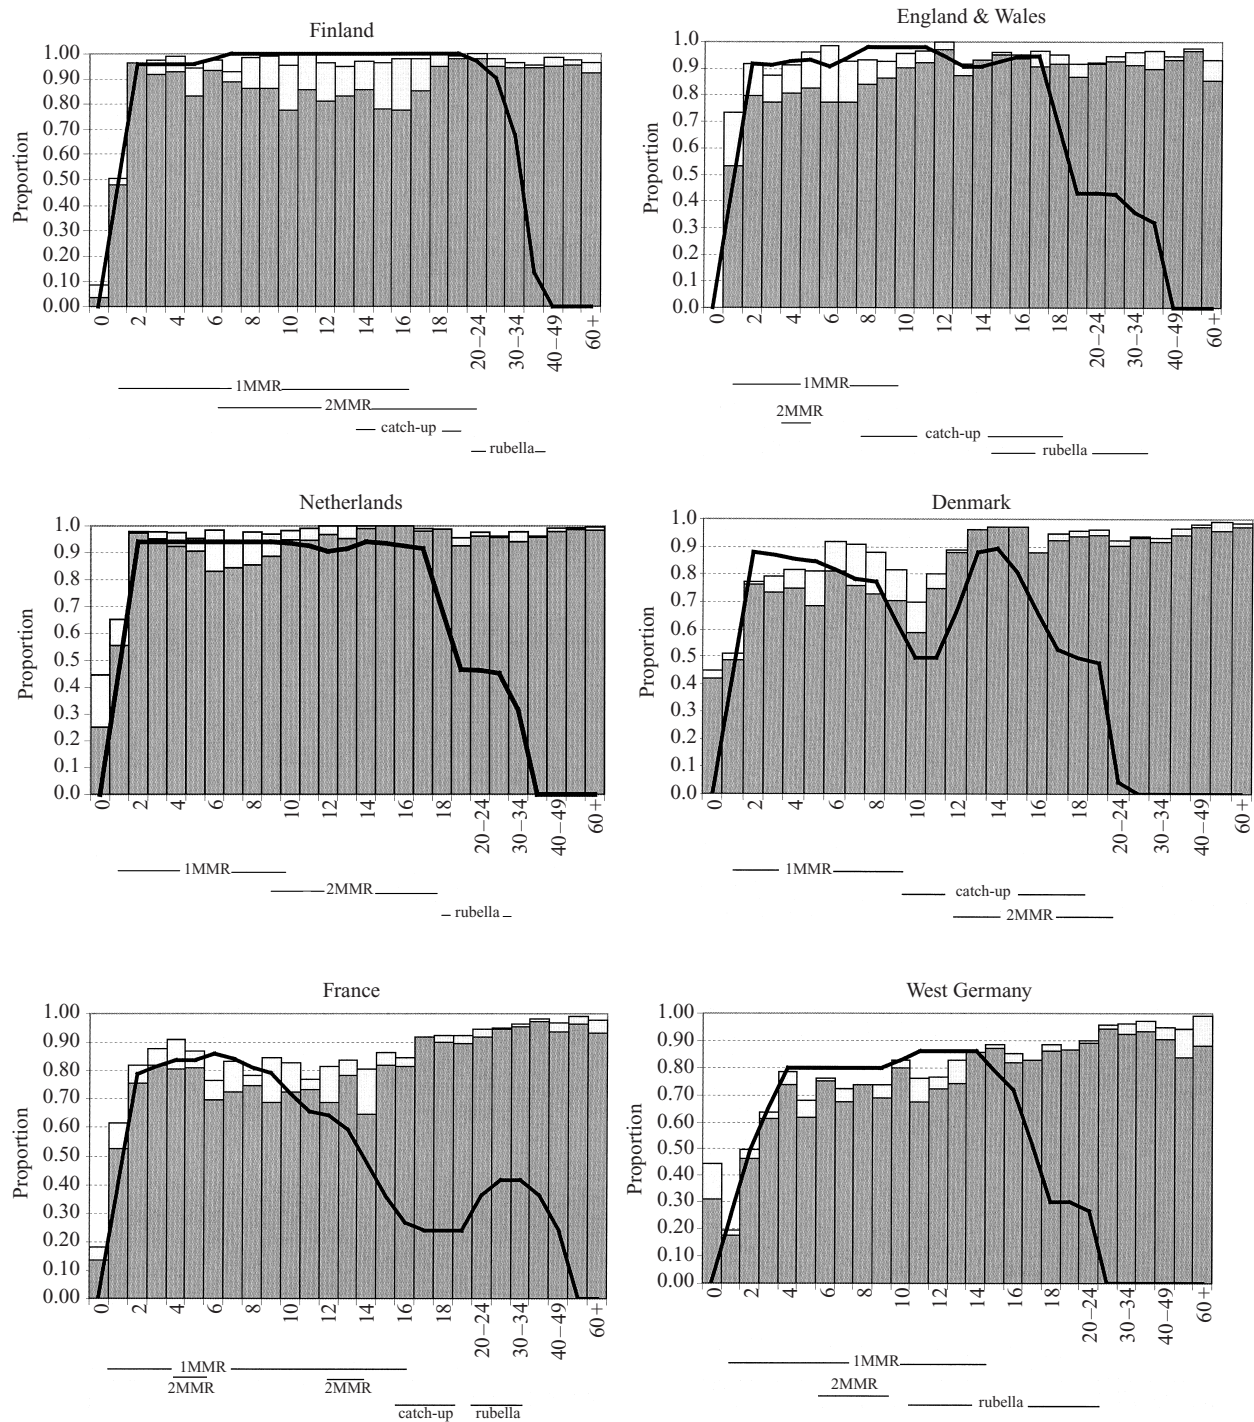 Finland
Proportion
1.00
0.90
0.80
0.70
0.60
0.50
0.40
0.30
0.20
0.10
0.00
0 2 4 6 8 10 12 14 16 18 20–24 30–34 40–49 60+
1MMR
2MMR
catch-up
rubella
England & Wales
Proportion
1.0
0.9
0.8
0.7
0.6
0.5
0.4
0.3
0.2
0.1
0.0
0 2 4 6 8 10 12 14 16 18 20–24 30–34 40–49 60+
1MMR
2MMR
catch-up
rubella
Netherlands
Proportion
1.0
0.9
0.8
0.7
0.6
0.5
0.4
0.3
0.2
0.1
0.0
0 2 4 6 8 10 12 14 16 18 20–24 30–34 40–49 60+
1MMR
2MMR
rubella
Denmark
Proportion
1.0
0.9
0.8
0.7
0.6
0.5
0.4
0.3
0.2
0.1
0.0
0 2 4 6 8 10 12 14 16 18 20–24 30–34 40–49 60+
1MMR
catch-up
2MMR
France
Proportion
1.00
0.90
0.80
0.70
0.60
0.50
0.40
0.30
0.20
0.10
0.00
0 2 4 6 8 10 12 14 16 18 20–24 30–34 40–49 60+
1MMR
2MMR 2MMR
catch-up rubella
West Germany
Proportion
1.00
0.90
0.80
0.70
0.60
0.50
0.40
0.30
0.20
0.10
0.00
0 2 4 6 8 10 12 14 16 18 20–24 30–34 40–49 60+
1MMR
2MMR
rubella